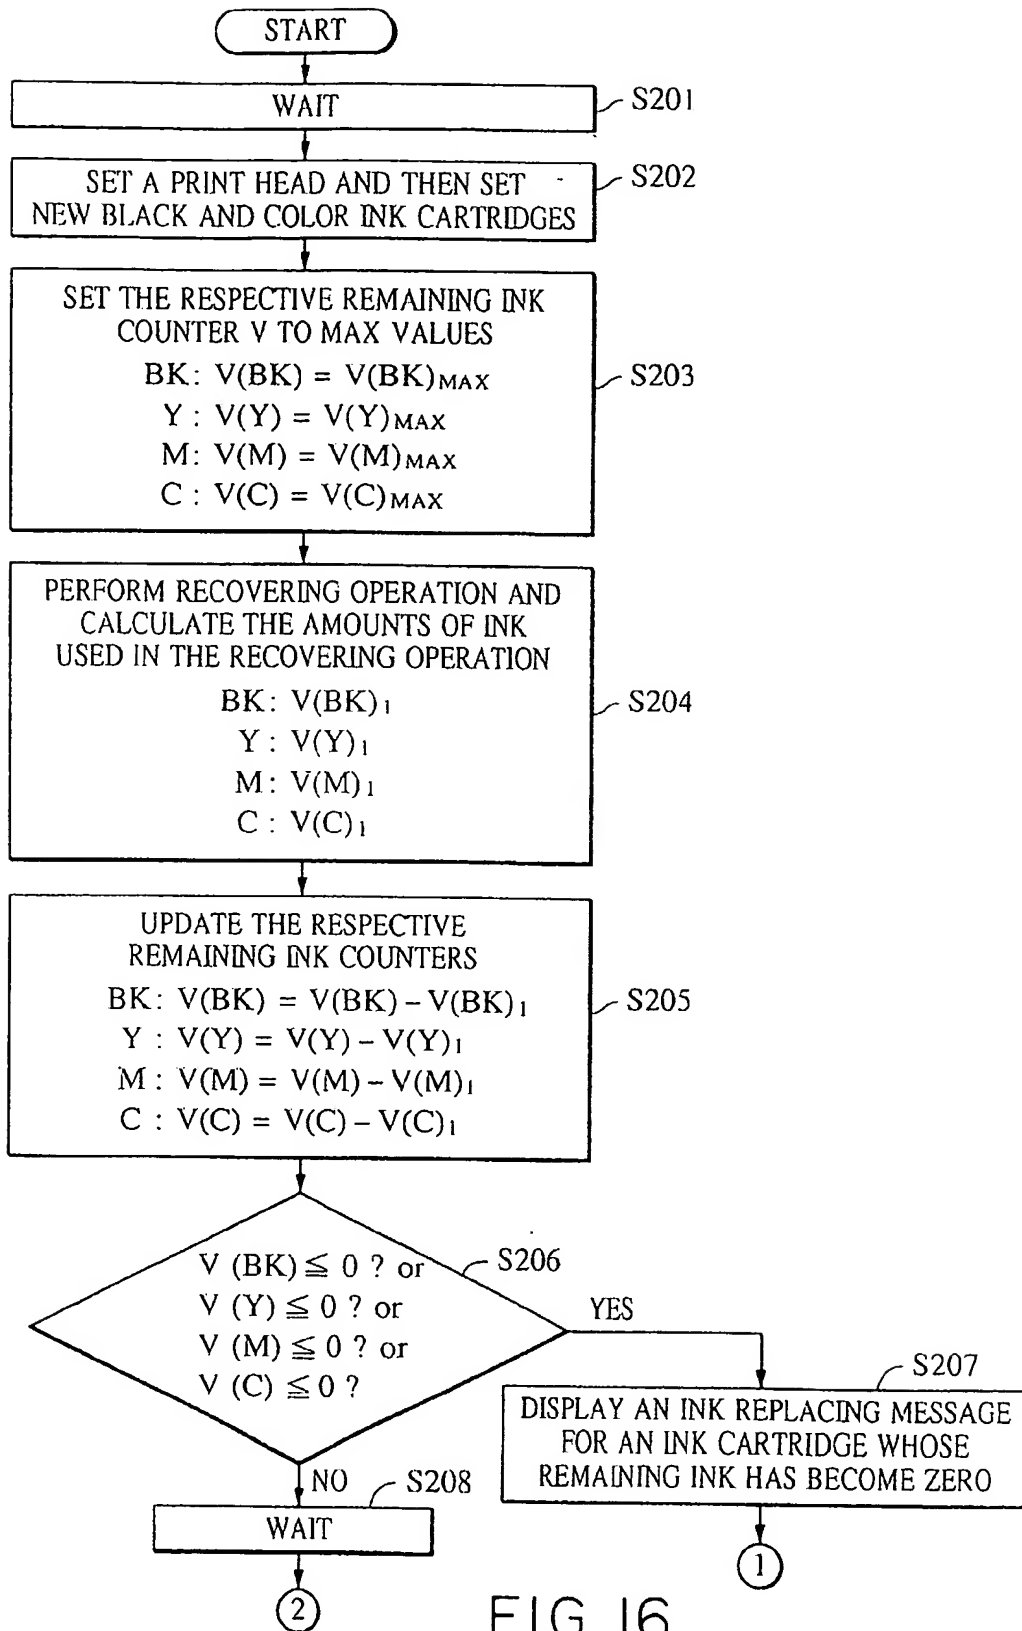 START
WAIT
S201
SET A PRINT HEAD AND THEN SET
NEW BLACK AND COLOR INK CARTRIDGES
S202
SET THE RESPECTIVE REMAINING INK
COUNTER V TO MAX VALUES
BK: V(BK) = V(BK)MAX
Y : V(Y) = V(Y)MAX
M: V(M) = V(M)MAX
C : V(C) = V(C)MAX
S203
PERFORM RECOVERING OPERATION AND
CALCULATE THE AMOUNTS OF INK
USED IN THE RECOVERING OPERATION
BK: V(BK)1
Y : V(Y)1
M: V(M)1
C : V(C)1
S204
UPDATE THE RESPECTIVE
REMAINING INK COUNTERS
BK: V(BK) = V(BK) – V(BK)1
Y : V(Y) = V(Y) – V(Y)1
M : V(M) = V(M) – V(M)1
C : V(C) = V(C) – V(C)1
S205
V (BK) ≦ 0 ? or
V (Y) ≦ 0 ? or
V (M) ≦ 0 ? or
V (C) ≦ 0 ?
S206
YES
S207
DISPLAY AN INK REPLACING MESSAGE
FOR AN INK CARTRIDGE WHOSE
REMAINING INK HAS BECOME ZERO
1
NO
S208
WAIT
2
FIG. 16